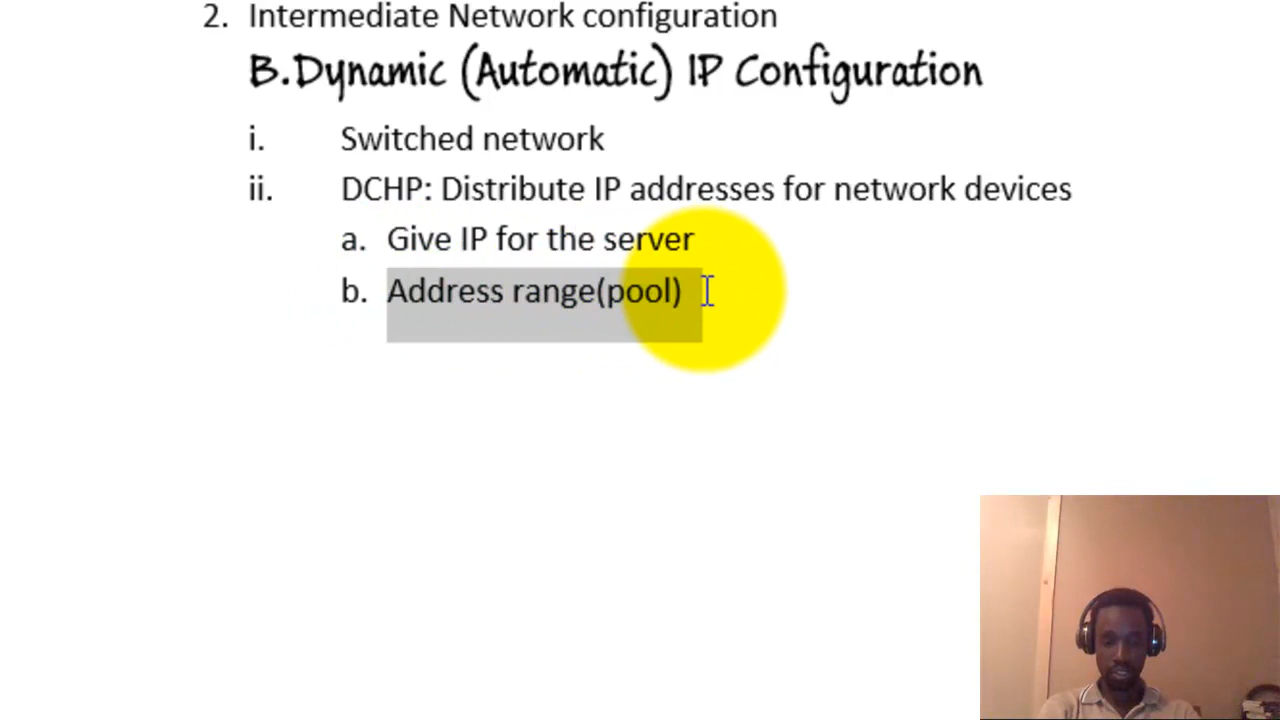 2. Intermediate Network configuration
B.Dynamic (Automatic) IP Configuration
i. Switched network
ii. DCHP: Distribute IP addresses for network devices
a. Give IP for the server
b. Address range(pool)